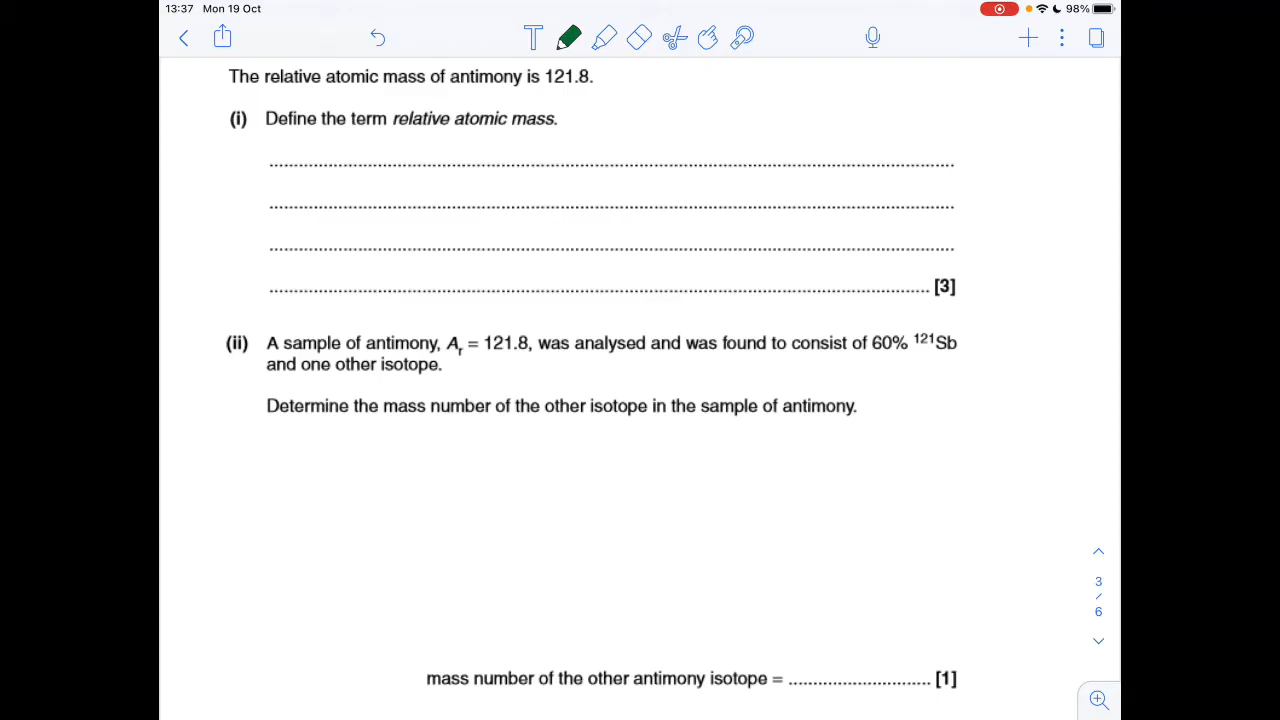 13:37 Mon 19 Oct 98%
T
The relative atomic mass of antimony is 121.8.
(i) Define the term relative atomic mass.
........................................................................
........................................................................
........................................................................
........................................................................ [3]
(ii) A sample of antimony, Ar = 121.8, was analysed and was found to consist of 60% ¹²¹Sb
and one other isotope.
Determine the mass number of the other isotope in the sample of antimony.
3
/
6
mass number of the other antimony isotope = ............................ [1]